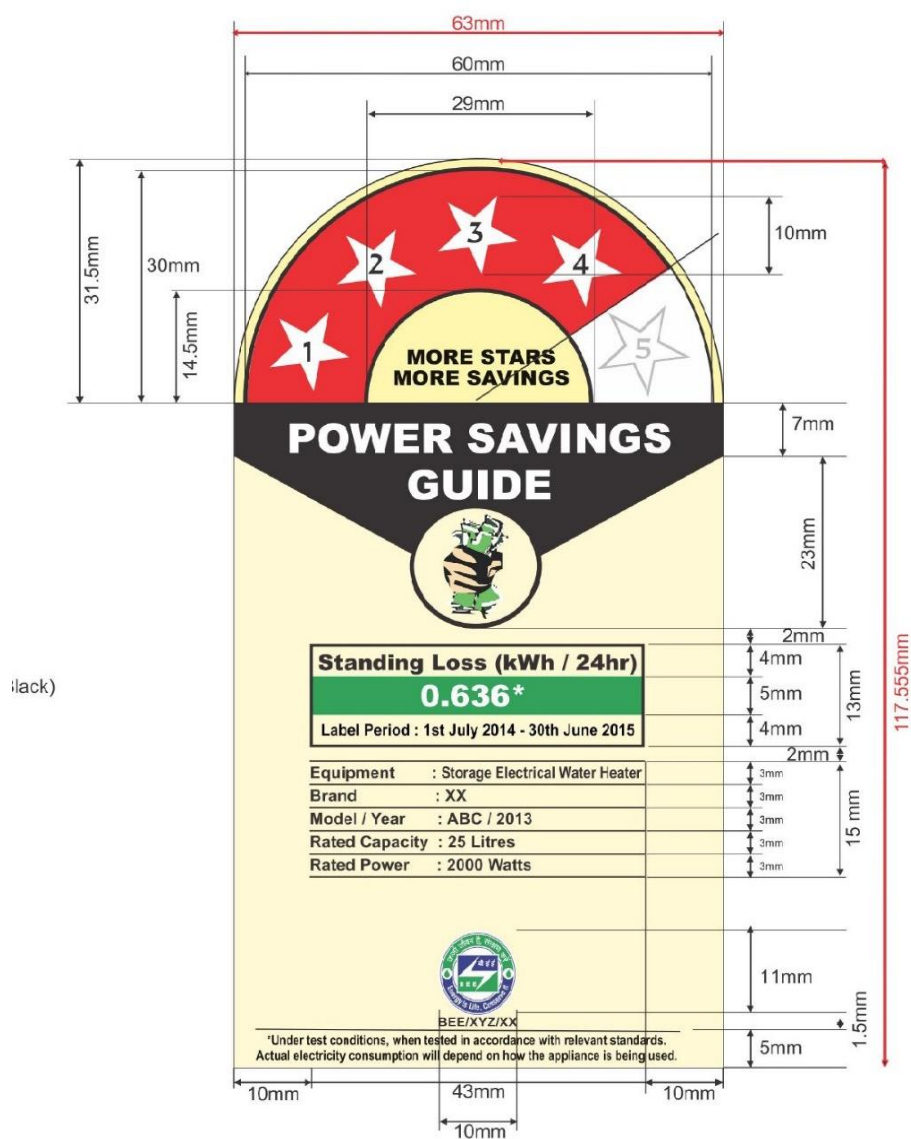 63mm
60mm
29mm
31.5mm
30mm
14.5mm
10mm
1
2
3
4
5
MORE STARS
MORE SAVINGS
POWER SAVINGS
GUIDE
7mm
23mm
2mm
117.555mm
Standing Loss (kWh / 24hr)
0.636*
Label Period : 1st July 2014 - 30th June 2015
4mm
5mm
4mm
13mm
2mm
lack)
Equipment : Storage Electrical Water Heater
Brand : XX
Model / Year : ABC / 2013
Rated Capacity : 25 Litres
Rated Power : 2000 Watts
3mm
3mm
3mm
3mm
3mm
15 mm
Energy is Life, Conserve it
BEE/XYZ/XX
11mm
1.5mm
*Under test conditions, when tested in accordance with relevant standards.
Actual electricity consumption will depend on how the appliance is being used.
5mm
10mm
43mm
10mm
10mm